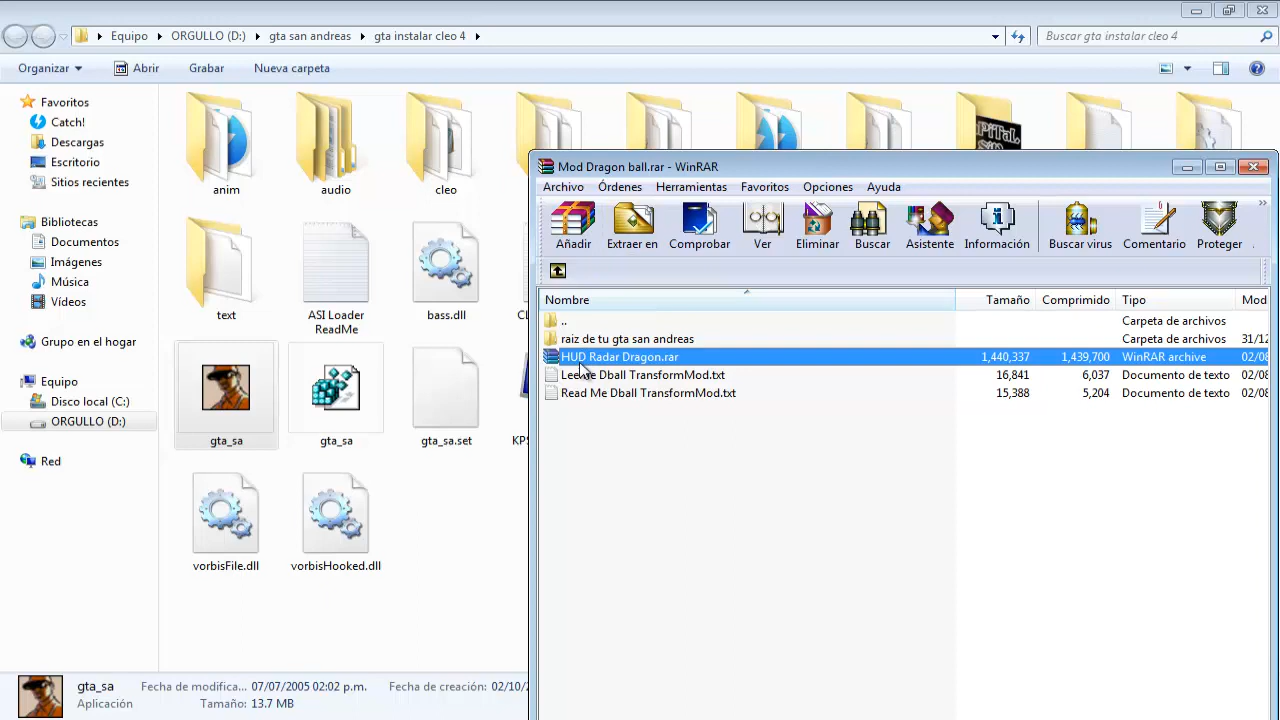 Equipo ORGULLO (D:) gta san andreas gta instalar cleo 4
Buscar gta instalar cleo 4
Organizar Abrir Grabar Nueva carpeta
Favoritos
Catch!
Descargas
Escritorio
Sitios recientes
Bibliotecas
Documentos
Imágenes
Música
Vídeos
Grupo en el hogar
Equipo
Disco local (C:)
ORGULLO (D:)
Red
anim audio cleo
text ASI Loader ReadMe bass.dll
gta_sa gta_sa gta_sa.set
vorbisFile.dll vorbisHooked.dll
Mod Dragon ball.rar - WinRAR
Archivo Órdenes Herramientas Favoritos Opciones Ayuda
Añadir Extraer en Comprobar Ver Eliminar Buscar Asistente Información Buscar virus Comentario Proteger
Nombre Tamaño Comprimido Tipo Mod
.. Carpeta de archivos
raiz de tu gta san andreas Carpeta de archivos 31/12
HUD Radar Dragon.rar 1,440,337 1,439,700 WinRAR archive 02/08
Leeme Dball TransformMod.txt 16,841 6,037 Documento de texto 02/08
Read Me Dball TransformMod.txt 15,388 5,204 Documento de texto 02/08
gta_sa Fecha de modifica... 07/07/2005 02:02 p.m. Fecha de creación: 02/10/2
Aplicación Tamaño: 13.7 MB